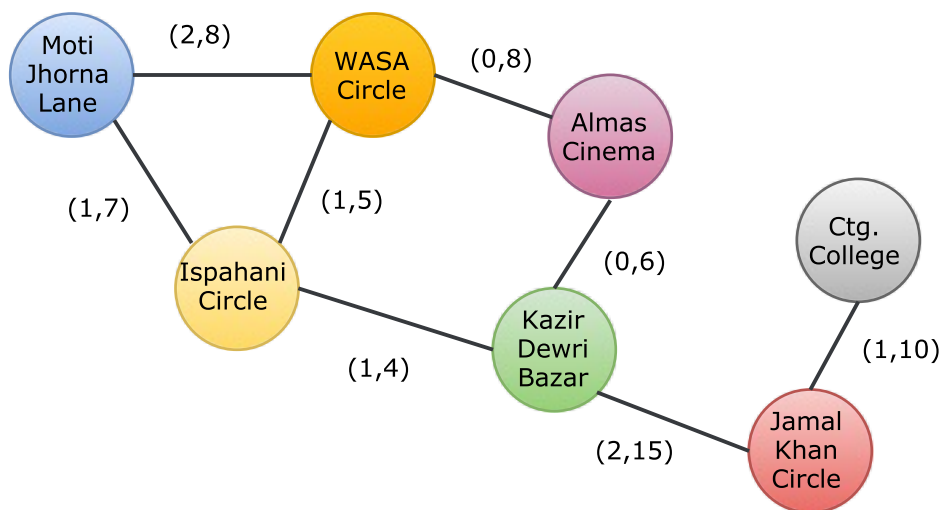 Moti
Jhorna
Lane
(2,8)
WASA
Circle
(0,8)
Almas
Cinema
(1,7)
(1,5)
Ispahani
Circle
(0,6)
Ctg.
College
Kazir
Dewri
Bazar
(1,4)
(1,10)
(2,15)
Jamal
Khan
Circle